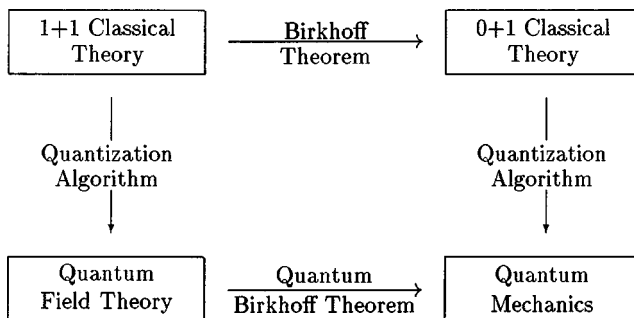 1+1 Classical
Theory
Birkhoff
Theorem
0+1 Classical
Theory
Quantization
Algorithm
Quantization
Algorithm
Quantum
Field Theory
Quantum
Birkhoff Theorem
Quantum
Mechanics